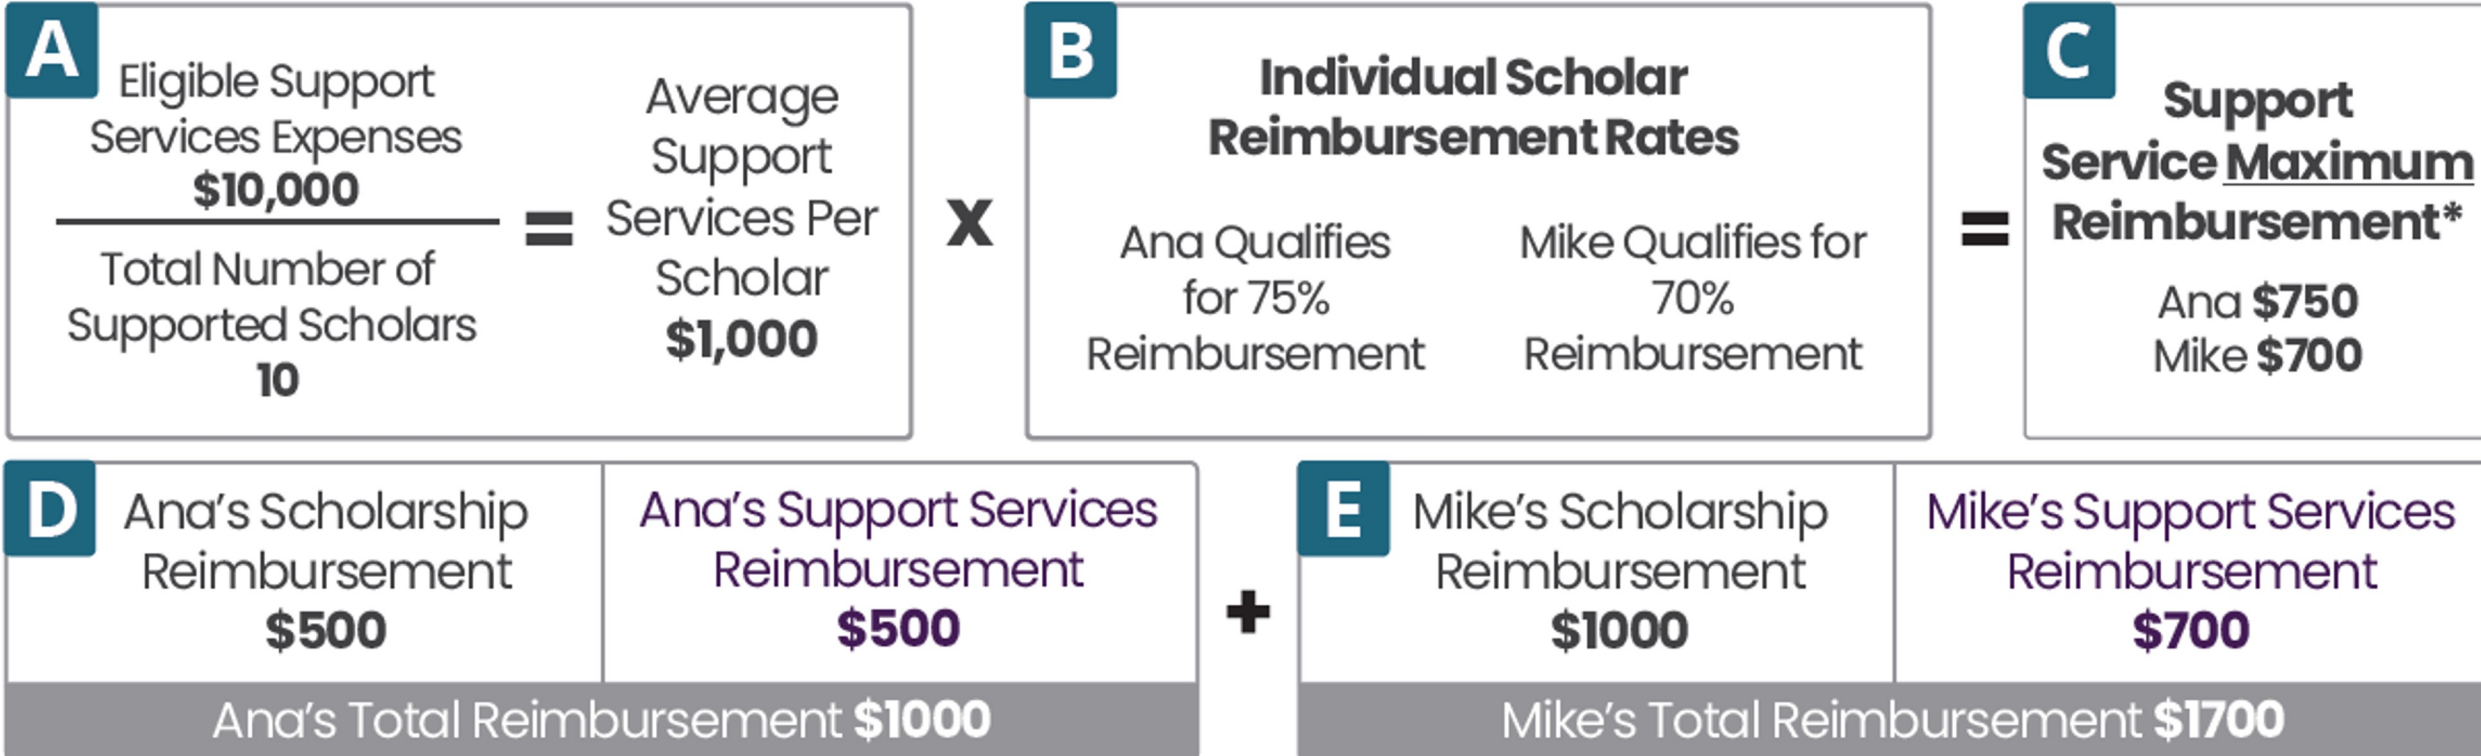 A
Eligible Support
Services Expenses
$10,000
Total Number of
Supported Scholars
10
=
Average
Support
Services Per
Scholar
$1,000
x
B
Individual Scholar
Reimbursement Rates
Ana Qualifies
for 75%
Reimbursement
Mike Qualifies for
70%
Reimbursement
=
C
Support
Service Maximum
Reimbursement*
Ana $750
Mike $700
D
Ana's Scholarship
Reimbursement
$500
Ana's Support Services
Reimbursement
$500
Ana's Total Reimbursement $1000
+
E
Mike's Scholarship
Reimbursement
$1000
Mike's Support Services
Reimbursement
$700
Mike's Total Reimbursement $1700